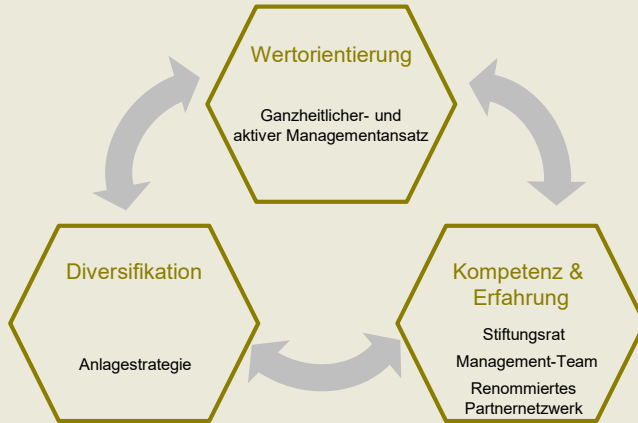 Wertorientierung
Ganzheitlicher- und
aktiver Managementansatz
Diversifikation
Anlagestrategie
Kompetenz &
Erfahrung
Stiftungsrat
Management-Team
Renommiertes
Partnernetzwerk